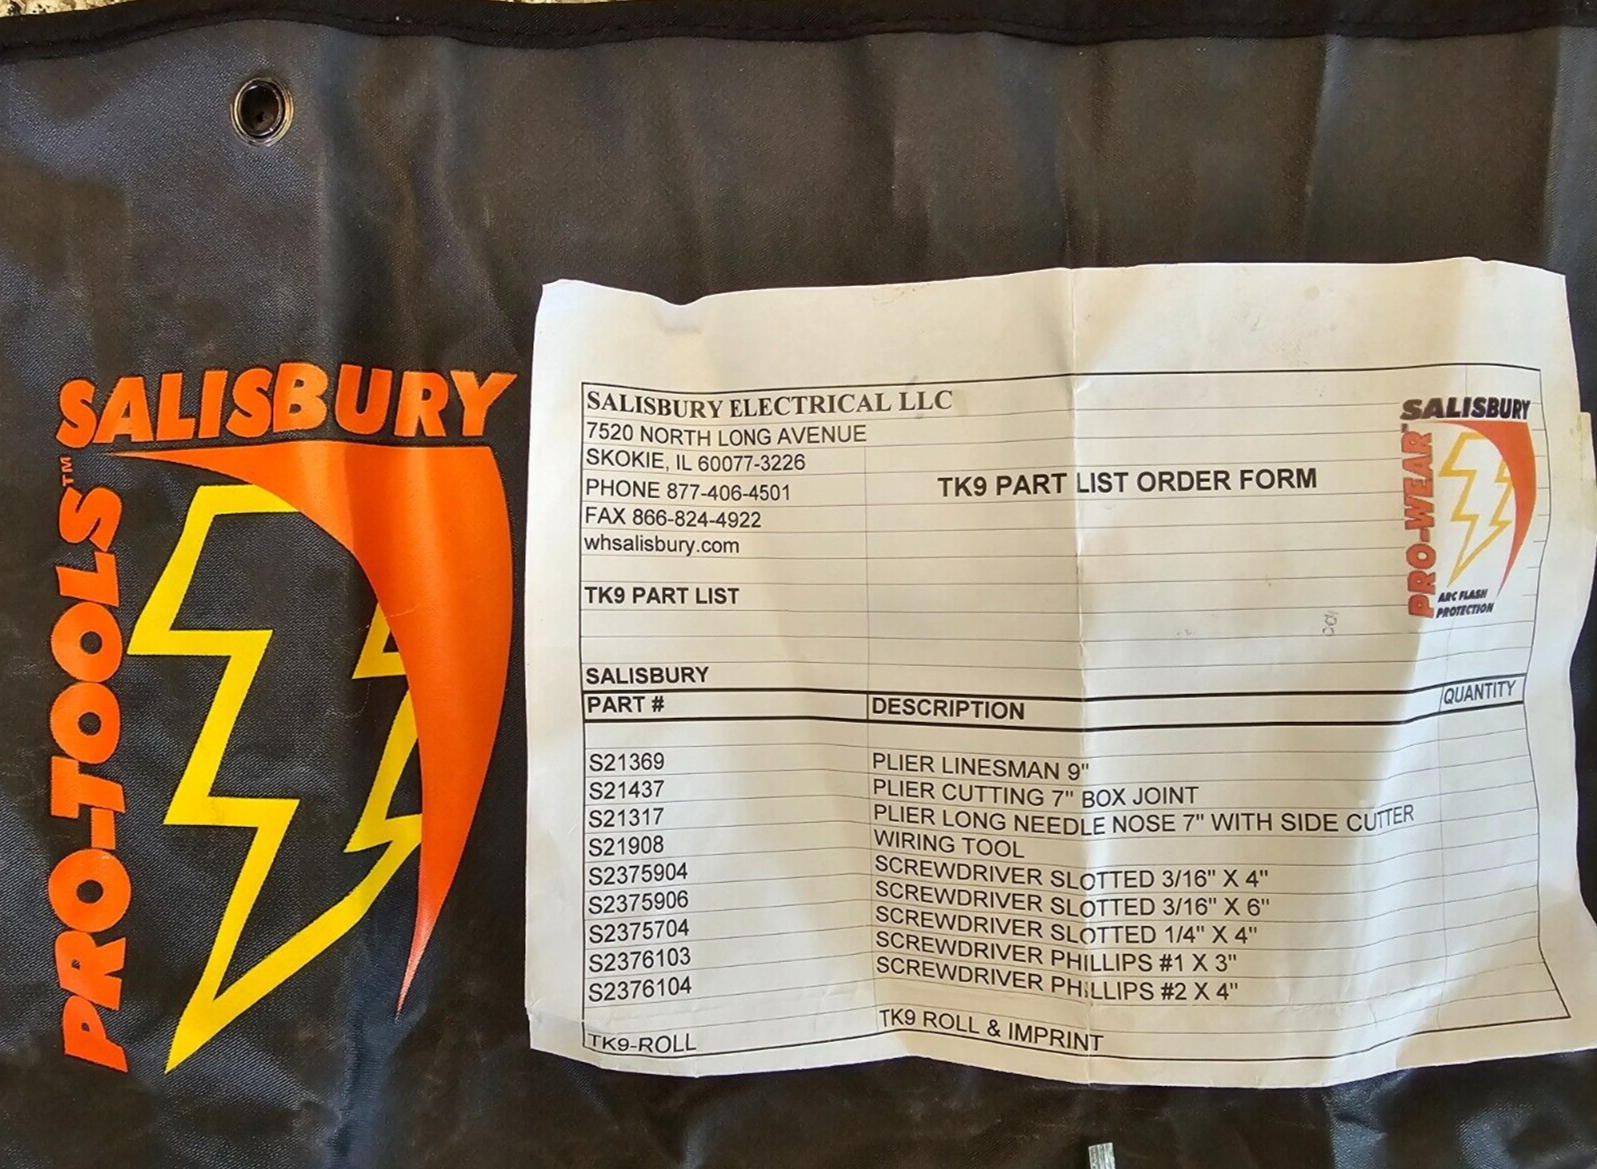 SALISBURY
PRO-TOOLS™
SALISBURY ELECTRICAL LLC
7520 NORTH LONG AVENUE
SKOKIE, IL 60077-3226
PHONE 877-406-4501
FAX 866-824-4922
whsalisbury.com
TK9 PART LIST ORDER FORM
SALISBURY
PRO-WEAR™
ARC FLASH
PROTECTION
TK9 PART LIST
SALISBURY
PART # DESCRIPTION QUANTITY
S21369 PLIER LINESMAN 9"
S21437 PLIER CUTTING 7" BOX JOINT
S21317 PLIER LONG NEEDLE NOSE 7" WITH SIDE CUTTER
S21908 WIRING TOOL
S2375904 SCREWDRIVER SLOTTED 3/16" X 4"
S2375906 SCREWDRIVER SLOTTED 3/16" X 6"
S2375704 SCREWDRIVER SLOTTED 1/4" X 4"
S2376103 SCREWDRIVER PHILLIPS #1 X 3"
S2376104 SCREWDRIVER PHILLIPS #2 X 4"
TK9-ROLL TK9 ROLL & IMPRINT